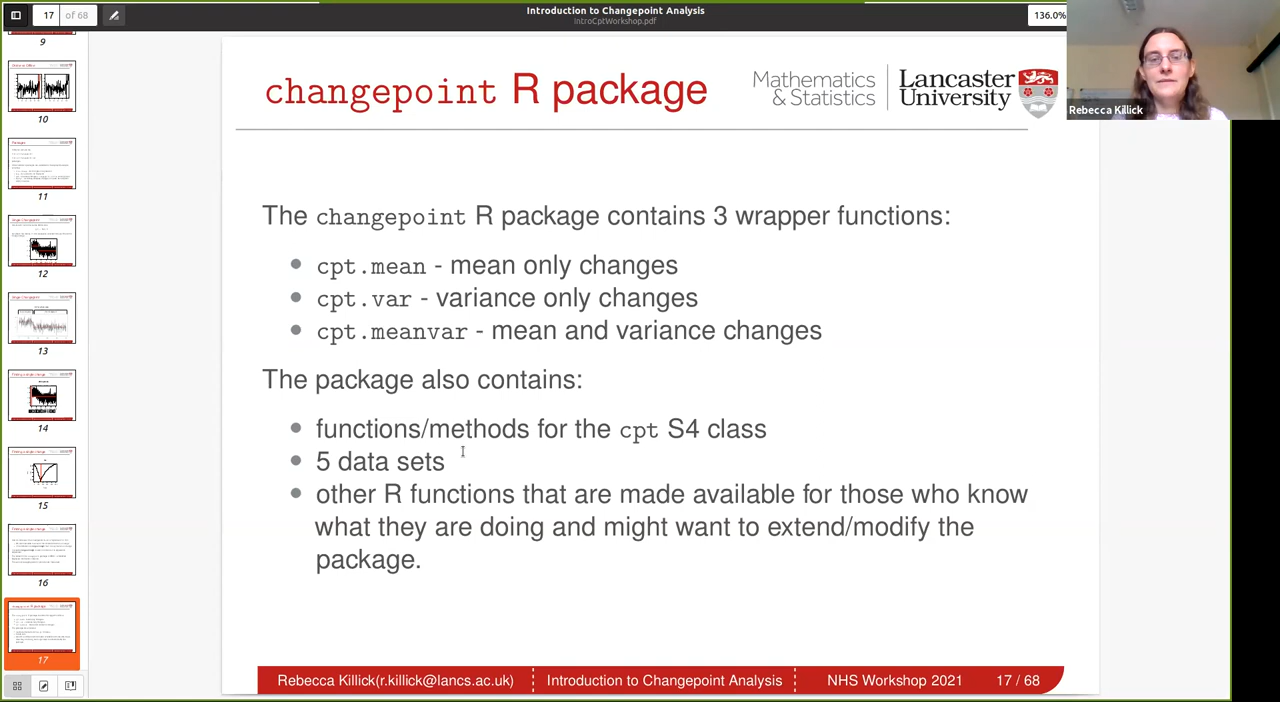 Introduction to Changepoint Analysis
IntroCptWorkshop.pdf
17 of 68
136.0%
Rebecca Killick
9
10
11
12
13
14
15
16
17
changepoint R package
Mathematics & Statistics
Lancaster University
The changepoint R package contains 3 wrapper functions:
cpt.mean - mean only changes
cpt.var - variance only changes
cpt.meanvar - mean and variance changes
The package also contains:
functions/methods for the cpt S4 class
5 data sets
other R functions that are made available for those who know
what they are doing and might want to extend/modify the
package.
Rebecca Killick(r.killick@lancs.ac.uk) Introduction to Changepoint Analysis NHS Workshop 2021 17 / 68